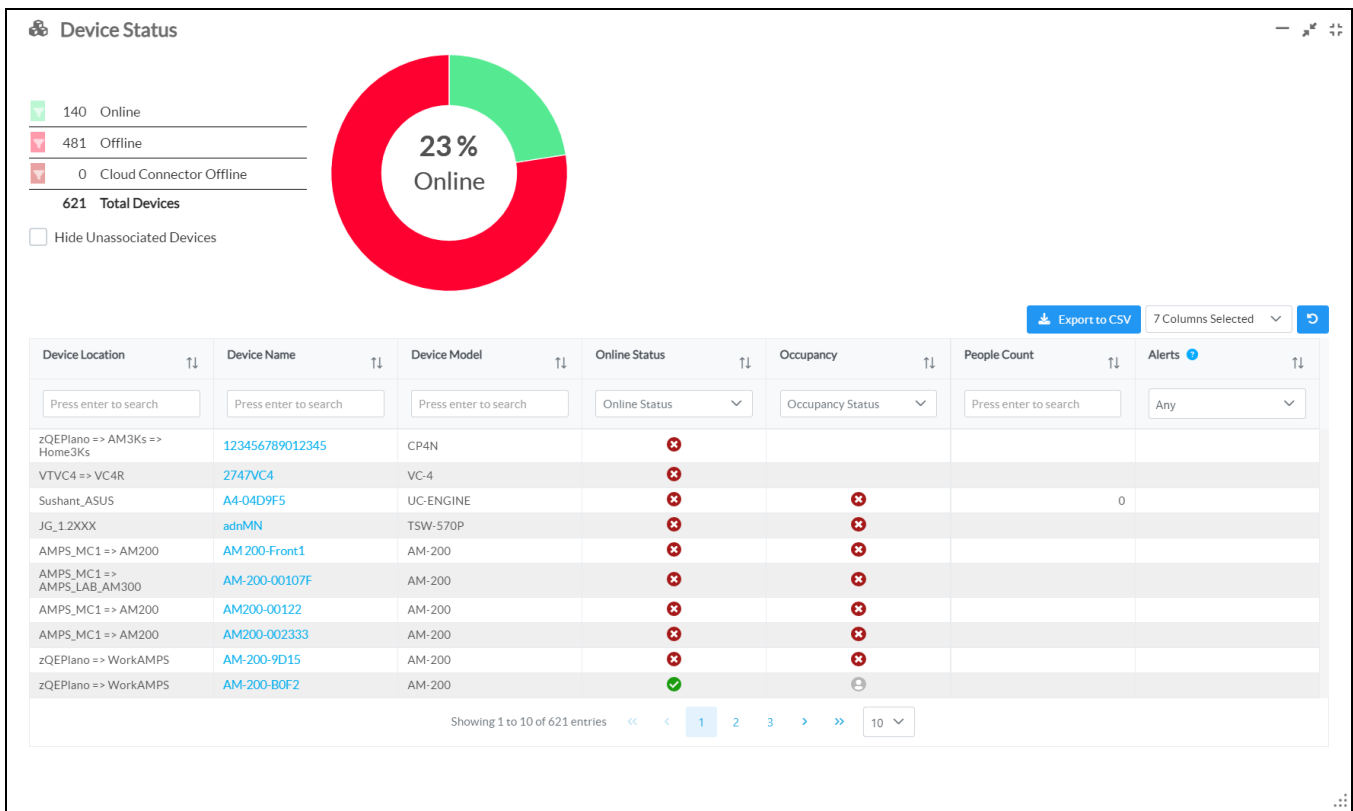 Device Status
140 Online
481 Offline
0 Cloud Connector Offline
621 Total Devices
Hide Unassociated Devices
23%
Online
Export to CSV 7 Columns Selected
Device Location Device Name Device Model Online Status Occupancy People Count Alerts ?
Press enter to search Press enter to search Press enter to search Online Status Occupancy Status Press enter to search Any
zQEPlano => AM3Ks =>
Home3Ks 123456789012345 CP4N
VTVC4 => VC4R 2747VC4 VC-4
Sushant_ASUS A4-04D9F5 UC-ENGINE 0
JG_1.2XXX adnMN TSW-570P
AMPS_MC1 => AM200 AM 200-Front1 AM-200
AMPS_MC1 =>
AMPS_LAB_AM300 AM-200-00107F AM-200
AMPS_MC1 => AM200 AM200-00122 AM-200
AMPS_MC1 => AM200 AM200-002333 AM-200
zQEPlano => WorkAMPS AM-200-9D15 AM-200
zQEPlano => WorkAMPS AM-200-B0F2 AM-200
Showing 1 to 10 of 621 entries « ‹ 1 2 3 › » 10